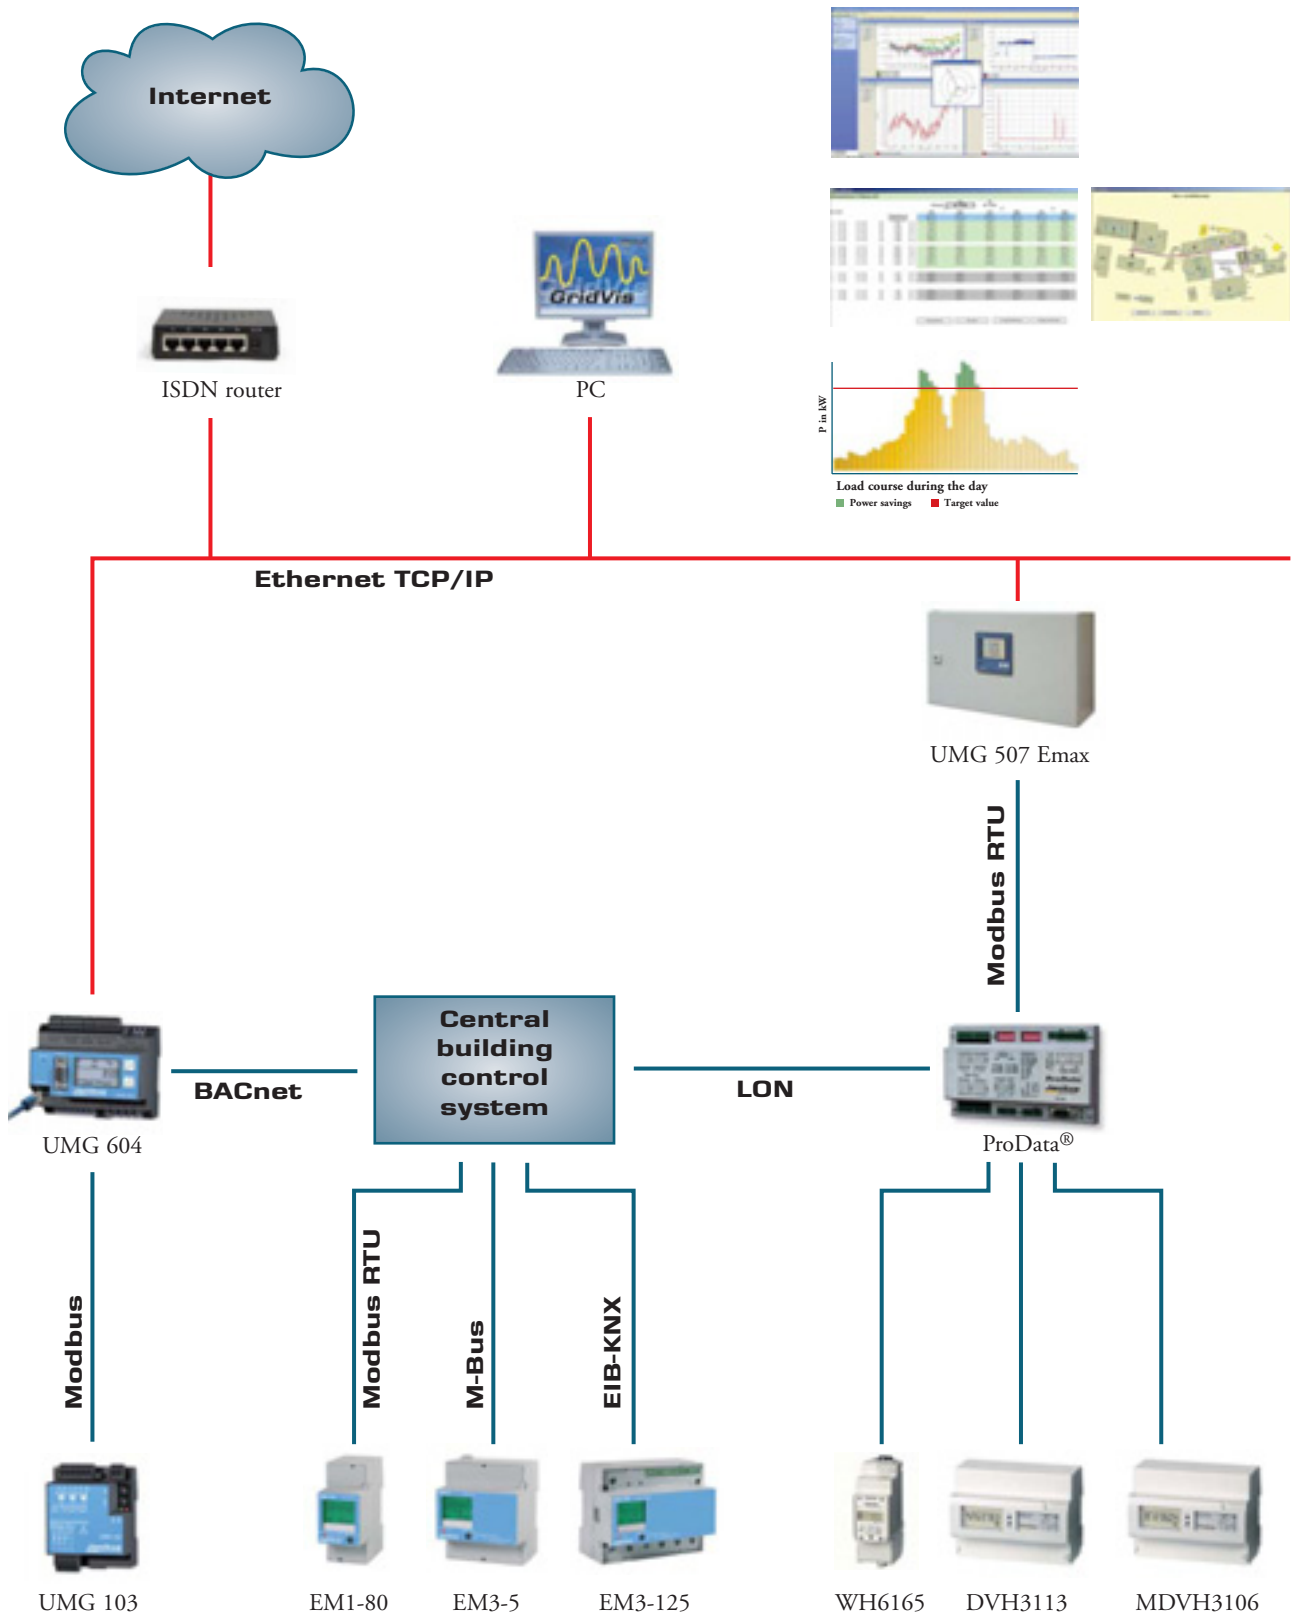 Internet
GridVis
ISDN router
PC
P in kW
Load course during the day
Power savings
Target value
Ethernet TCP/IP
UMG 507 Emax
Modbus RTU
Central
building
control
system
BACnet
LON
UMG 604
ProData®
Modbus
Modbus RTU
M-Bus
EIB-KNX
UMG 103
EM1-80
EM3-5
EM3-125
WH6165
DVH3113
MDVH3106